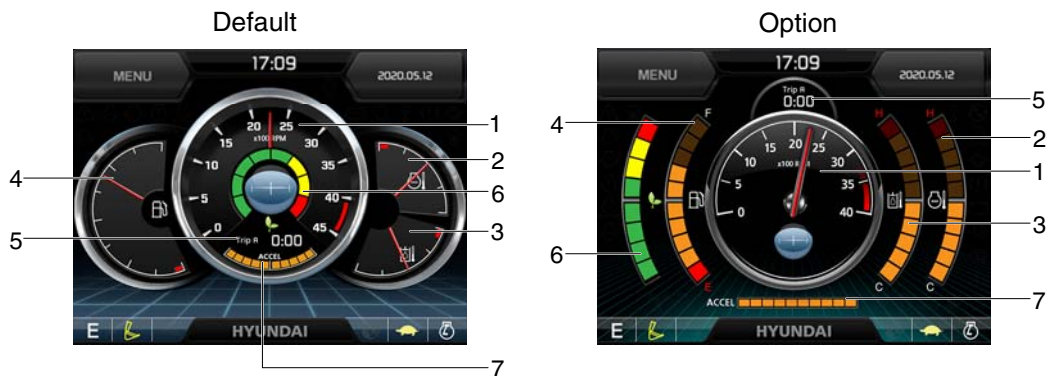 Default
MENU
17:09
2020.05.12
20 25
15 30
x100 RPM
10 35
5 40
0 45
Trip A 0:00
ACCEL
E
HYUNDAI
1
2
3
4
5
6
7
Option
MENU
17:09
2020.05.12
Trip A
0:00
F
H
H
20
15 25
10 30
x100 RPM
5 35
0 40
E
C
C
ACCEL
E
HYUNDAI
5
4
2
1
3
6
7